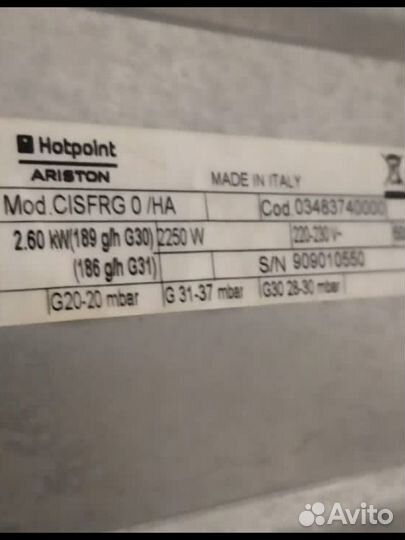 Hotpoint
ARISTON
MADE IN ITALY
Mod.CISFRG 0 /HA Cod.03483740000
2.60 kW(189 g/h G30) 2250 W 220-230 V~
(186 g/h G31) S/N 909010550
G20-20 mbar G 31-37 mbar G30 28-30 mbar
Avito